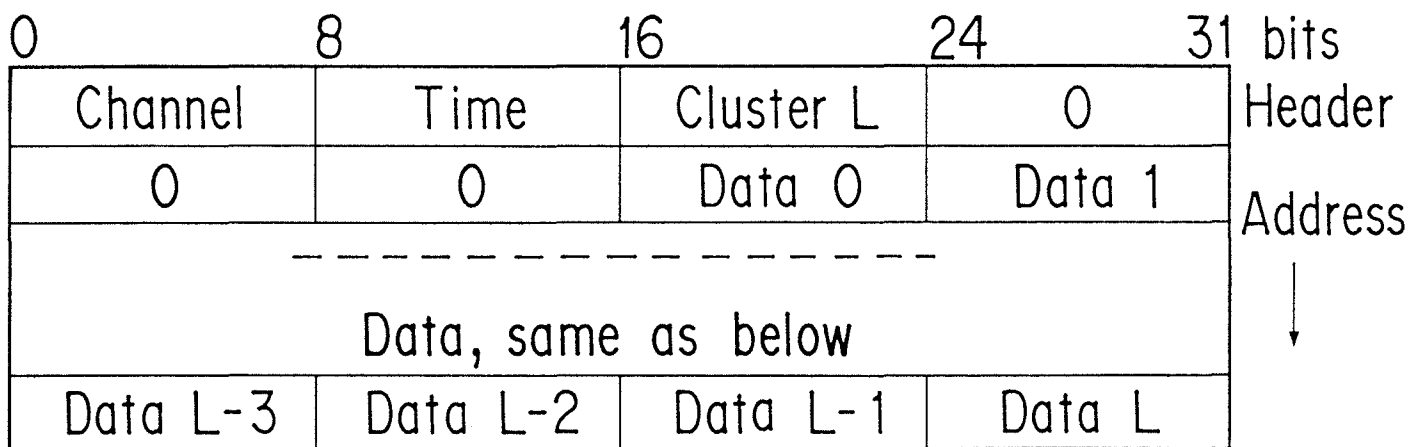 0 8 16 24 31 bits
Channel Time Cluster L 0 Header
0 0 Data 0 Data 1
Address
Data, same as below
Data L-3 Data L-2 Data L-1 Data L